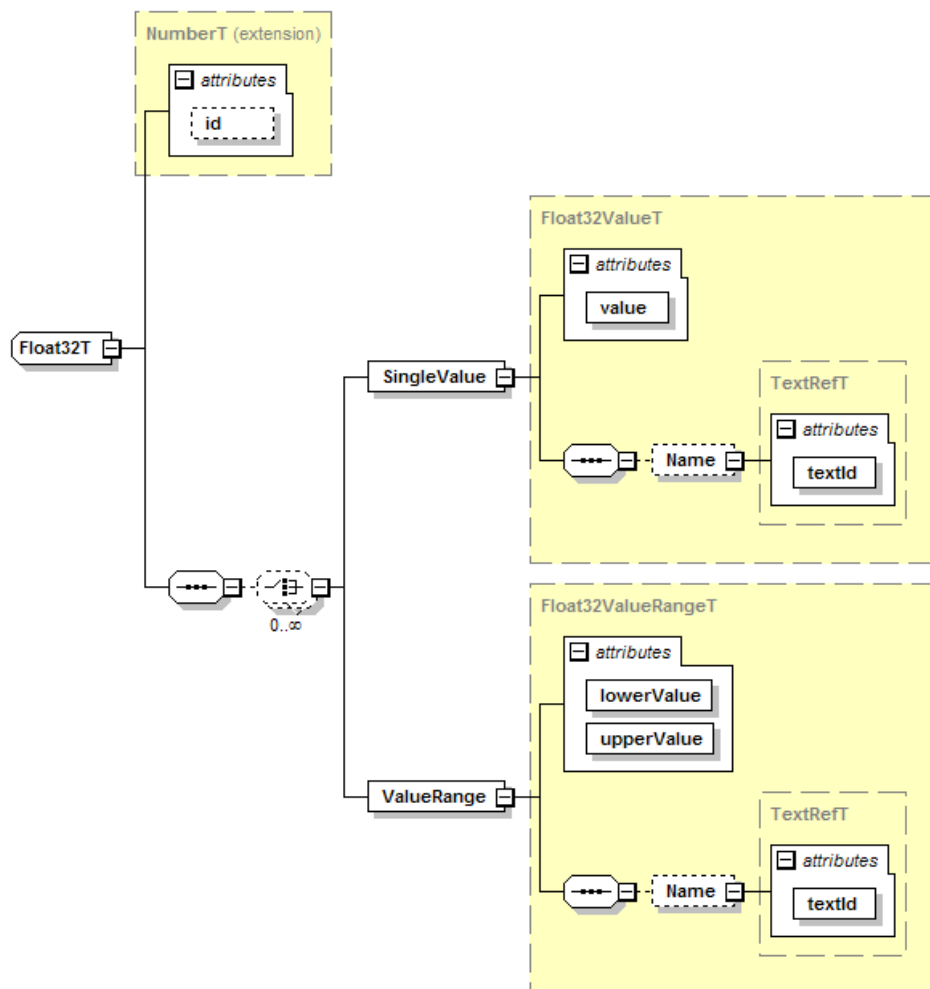 NumberT (extension)
attributes
id
Float32T
Float32ValueT
attributes
value
SingleValue
TextRefT
attributes
Name
textId
0..∞
Float32ValueRangeT
attributes
lowerValue
upperValue
ValueRange
TextRefT
attributes
Name
textId